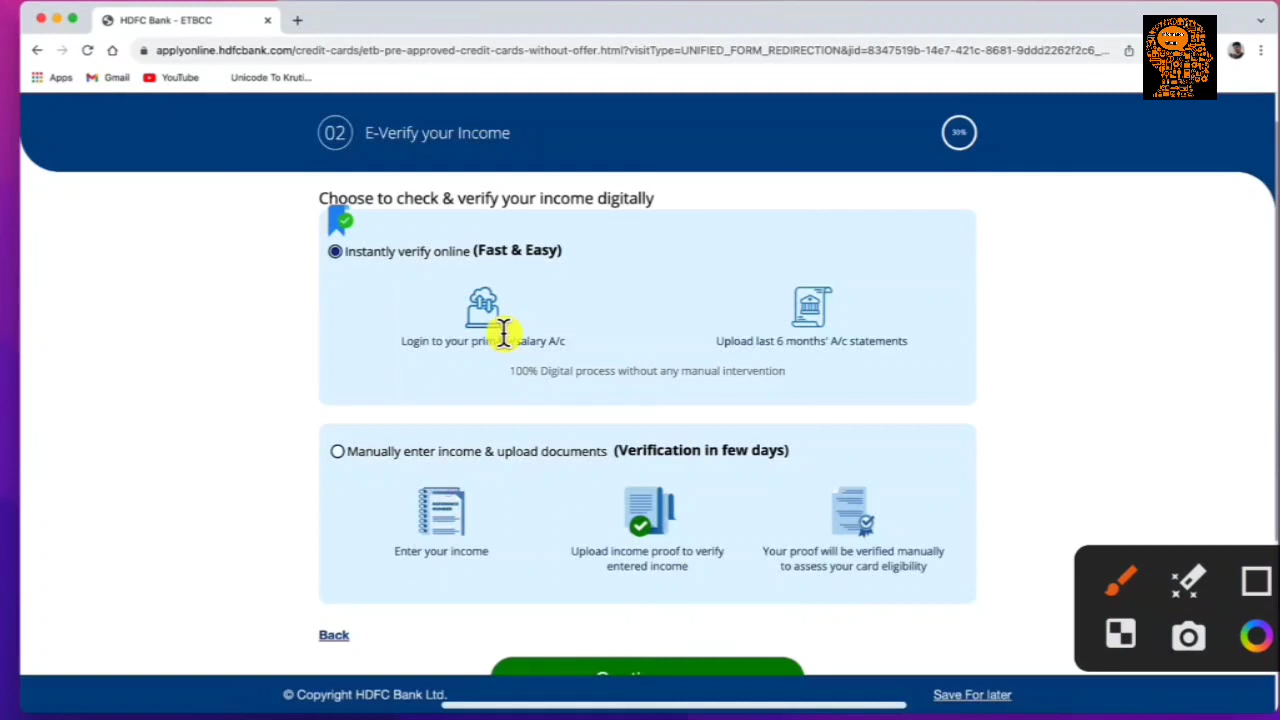 HDFC Bank - ETBCC
applyonline.hdfcbank.com/credit-cards/etb-pre-approved-credit-cards-without-offer.html?visitType=UNIFIED_FORM_REDIRECTION&jid=8347519b-14e7-421c-8681-9ddd2262f2c6_...
Apps Gmail YouTube Unicode To Kruti...
02 E-Verify your Income 30%
Choose to check & verify your income digitally
Instantly verify online (Fast & Easy)
Login to your salary A/c Upload last 6 months' A/c statements
100% Digital process without any manual intervention
Manually enter income & upload documents (Verification in few days)
Enter your income Upload income proof to verify Your proof will be verified manually
entered income to assess your card eligibility
Back
© Copyright HDFC Bank Ltd. Save For later